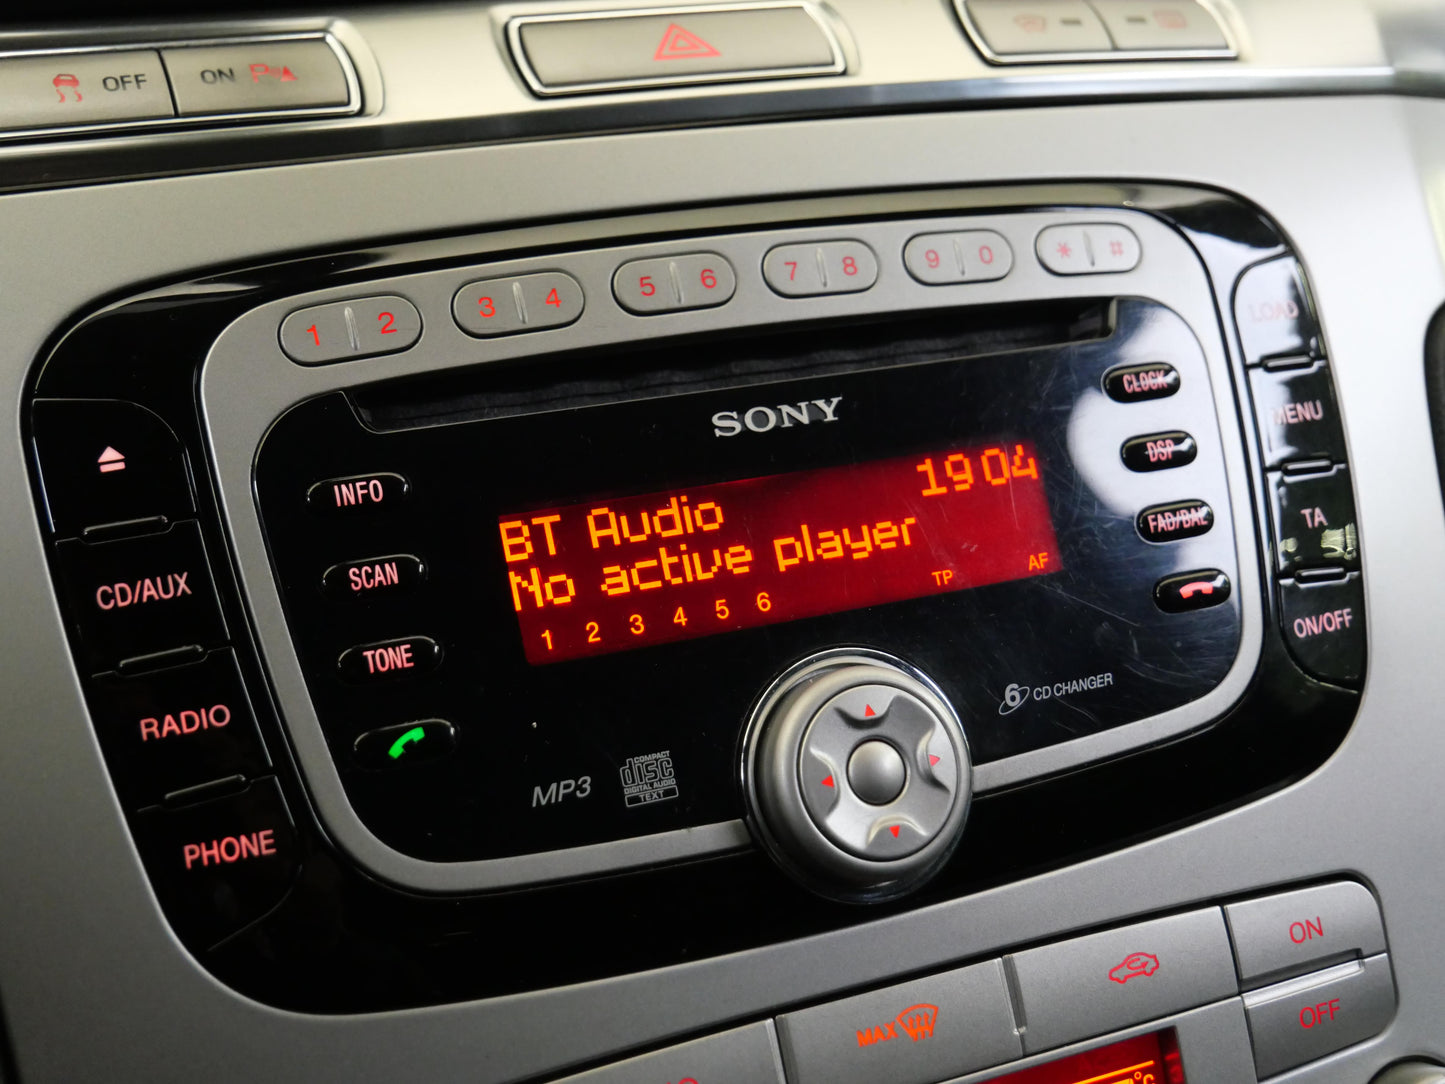 OFF
ON
1 2
3 4
5 6
7 8
9 0
* #
LOAD
SONY
CLOCK
MENU
INFO
BT Audio 19 04
DSP
No active player
FAD/BAL
TA
SCAN
CD/AUX
TP AF
1 2 3 4 5 6
ON/OFF
TONE
6 CD CHANGER
RADIO
MP3
COMPACT
disc
DIGITAL AUDIO
TEXT
PHONE
ON
OFF
MAX
°C